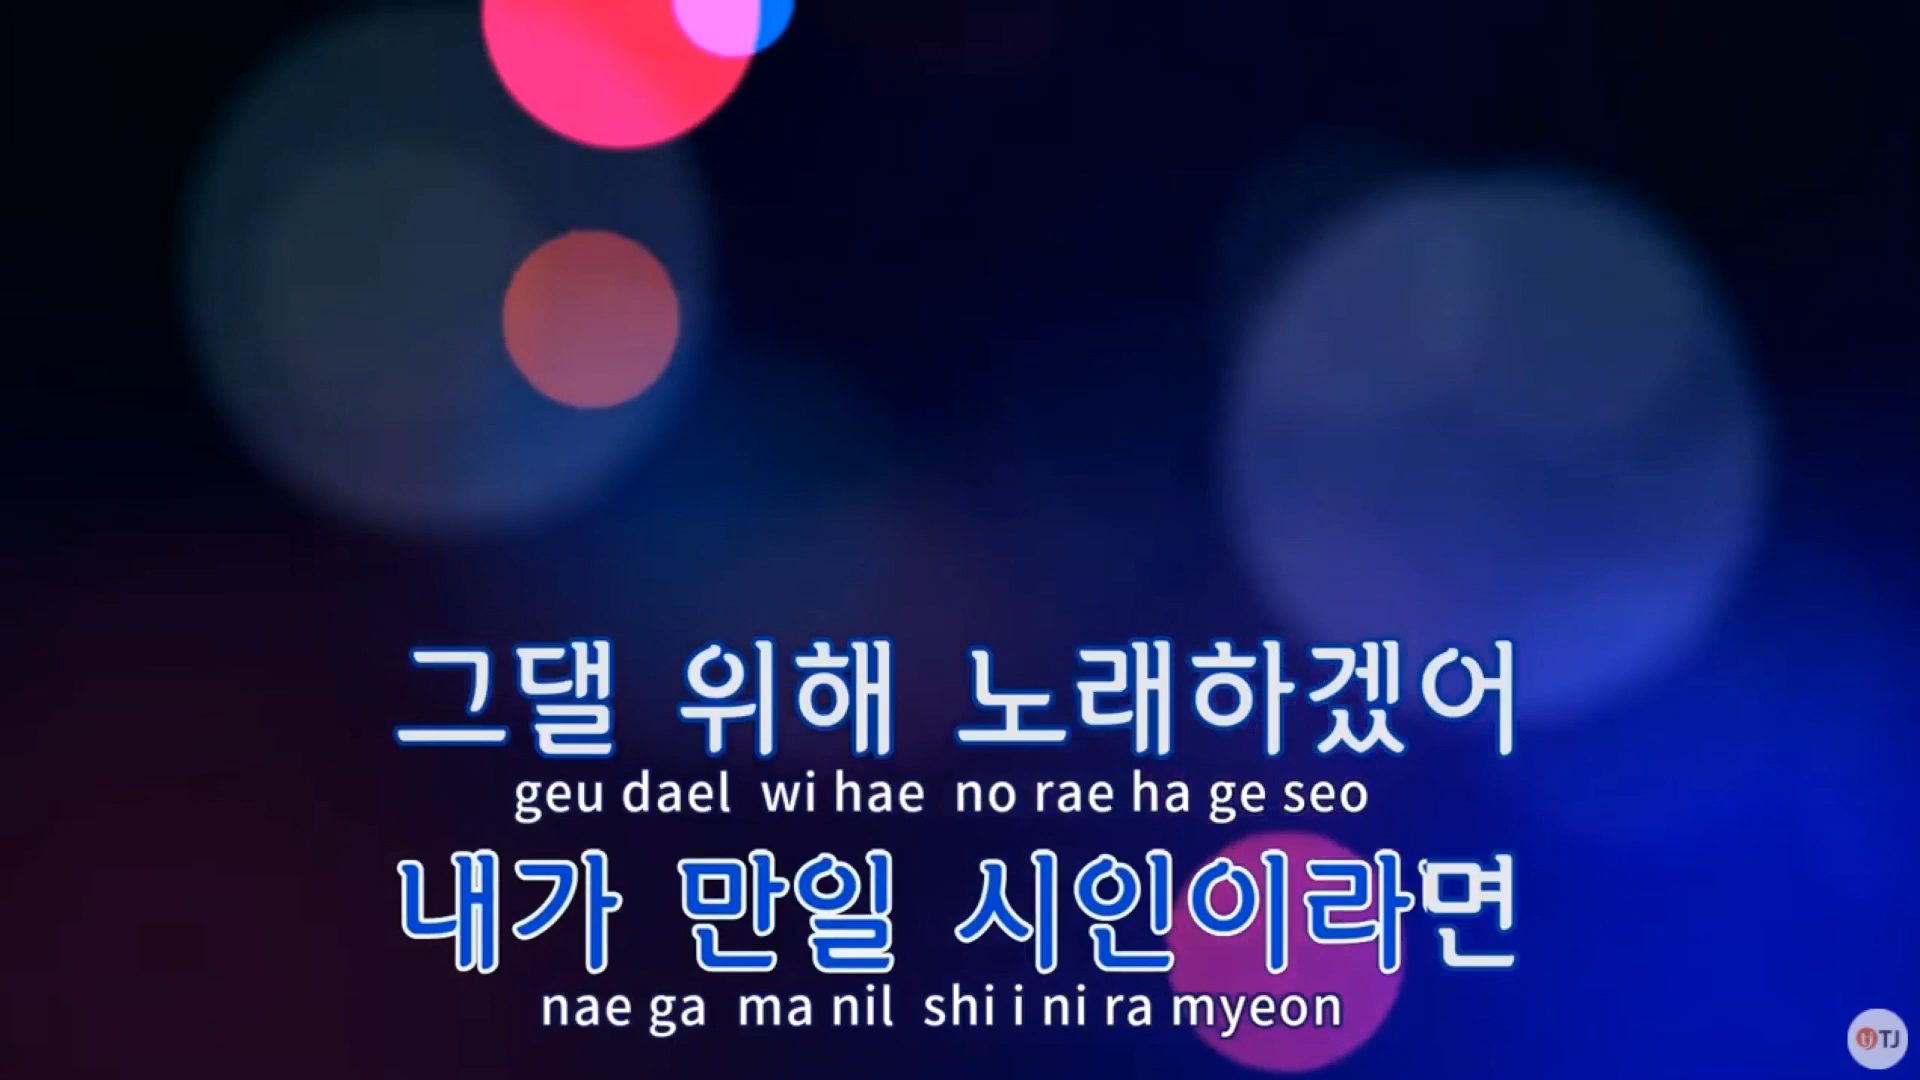 그댈 위해 노래하겠어
geu dael wi hae no rae ha ge seo
내가 만일 시인이라면
nae ga ma nil shi i ni ra myeon
tj TJ